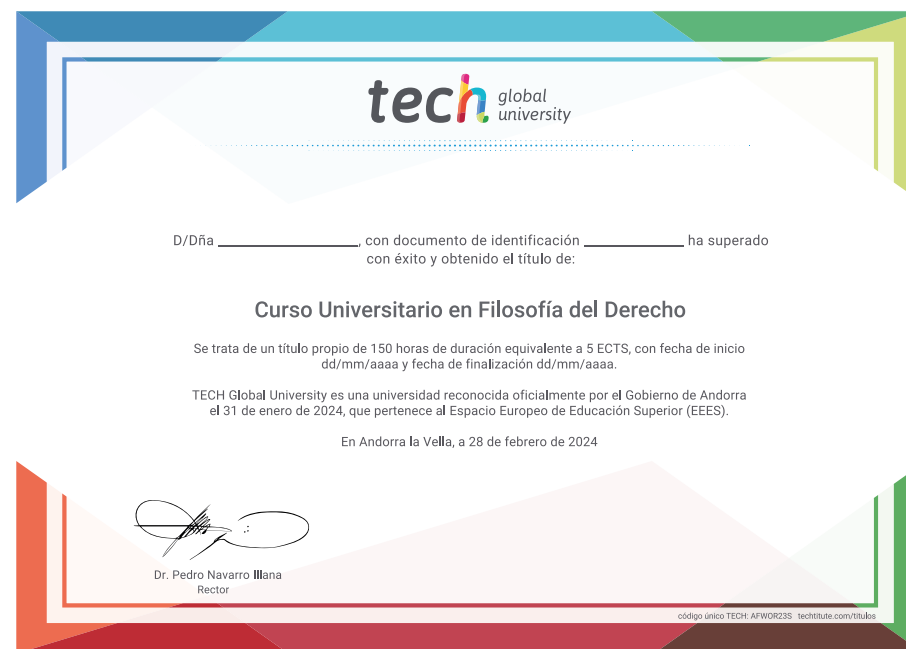 tech global
university
D/Dña ____________________, con documento de identificación ______________ ha superado
con éxito y obtenido el título de:
Curso Universitario en Filosofía del Derecho
Se trata de un título propio de 150 horas de duración equivalente a 5 ECTS, con fecha de inicio
dd/mm/aaaa y fecha de finalización dd/mm/aaaa.
TECH Global University es una universidad reconocida oficialmente por el Gobierno de Andorra
el 31 de enero de 2024, que pertenece al Espacio Europeo de Educación Superior (EEES).
En Andorra la Vella, a 28 de febrero de 2024
Dr. Pedro Navarro Illana
Rector
código único TECH: AFWOR23S techtitute.com/titulos